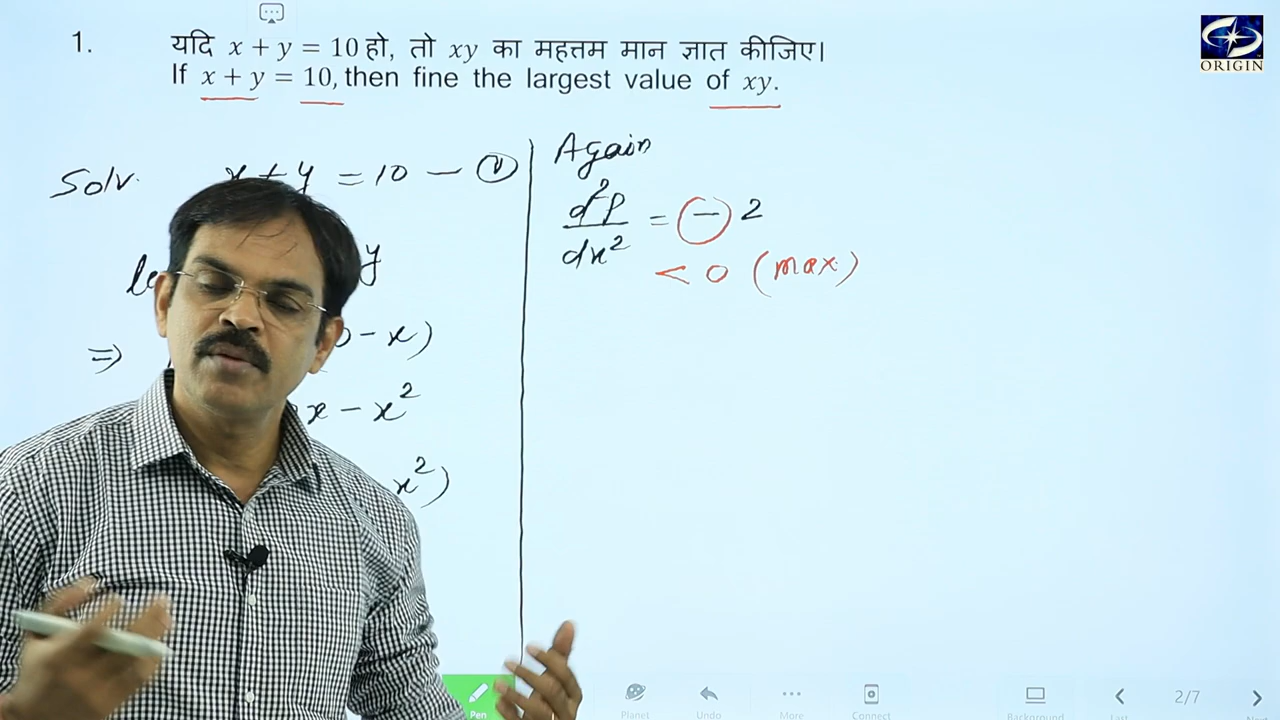 ORIGIN
1. यदि x + y = 10 हो, तो xy का महत्तम मान ज्ञात कीजिए।
If x + y = 10, then fine the largest value of xy.
Solv. x + y = 10 — 
y
⇒ - x)
x - x²
x²)
Again
d²p/dx² = - 2
< 0 (max)
Pen
Planet
Undo
More
Connect
Background
2/7